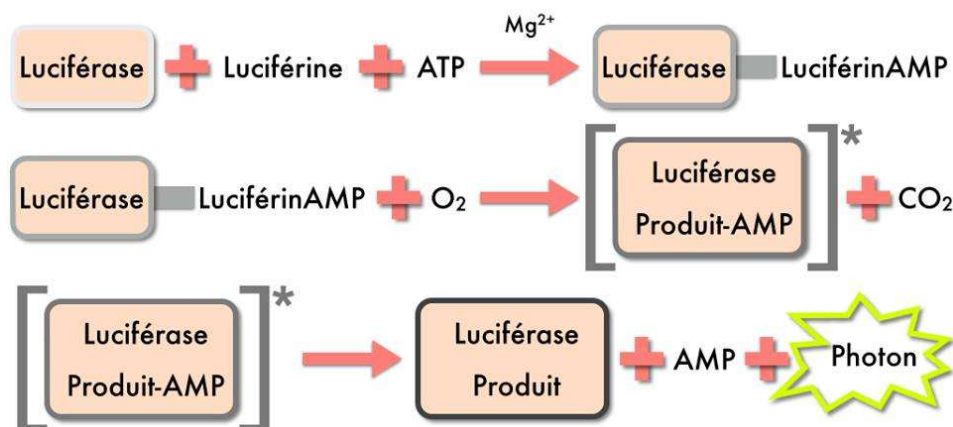 Mg²⁺
Luciférase + Luciférine + ATP Luciférase LuciférinAMP
Luciférase LuciférinAMP + O₂ [Luciférase Produit-AMP]* + CO₂
[Luciférase Produit-AMP]* Luciférase Produit + AMP + Photon